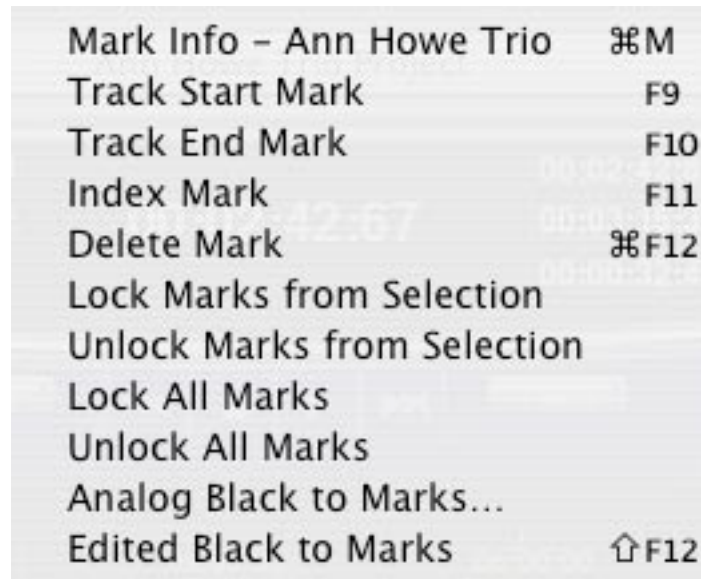 Mark Info – Ann Howe Trio ⌘M
Track Start Mark F9
Track End Mark F10
Index Mark F11
Delete Mark ⌘F12
Lock Marks from Selection
Unlock Marks from Selection
Lock All Marks
Unlock All Marks
Analog Black to Marks...
Edited Black to Marks ⇧F12